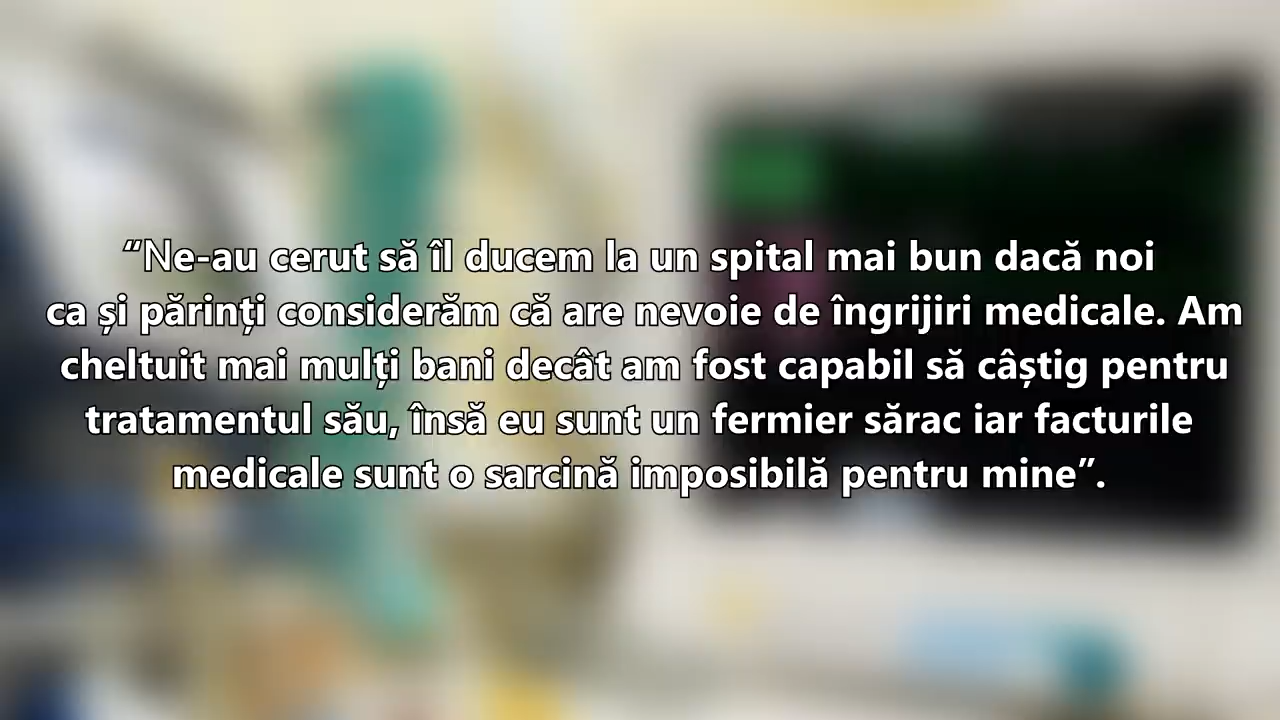 “Ne-au cerut să îl ducem la un spital mai bun dacă noi
ca și părinți considerăm că are nevoie de îngrijiri medicale. Am
cheltuit mai mulți bani decât am fost capabil să câștig pentru
tratamentul său, însă eu sunt un fermier sărac iar facturile
medicale sunt o sarcină imposibilă pentru mine”.